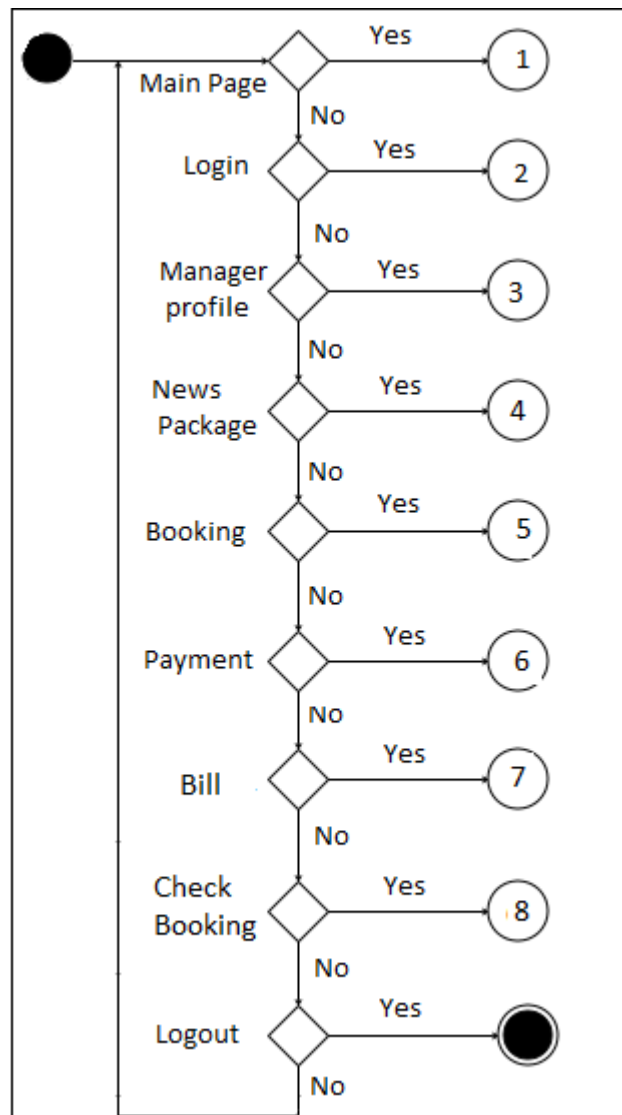 Yes
1
Main Page
No
Login
Yes
2
No
Manager
profile
Yes
3
No
News
Package
Yes
4
No
Booking
Yes
5
No
Payment
Yes
6
No
Bill
Yes
7
No
Check
Booking
Yes
8
No
Logout
Yes
No